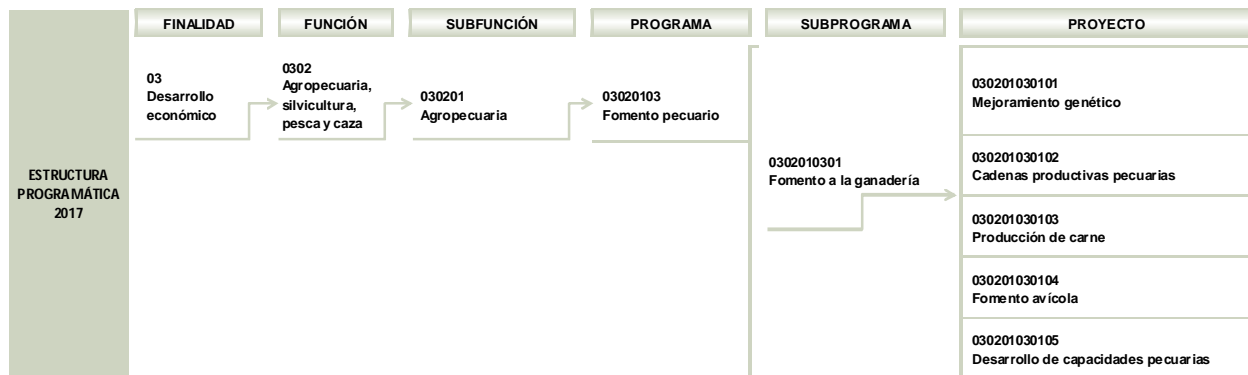 FINALIDAD
FUNCIÓN
SUBFUNCIÓN
PROGRAMA
SUBPROGRAMA
PROYECTO
ESTRUCTURA
PROGRAMÁTICA
2017
03
Desarrollo
económico
0302
Agropecuaria,
silvicultura,
pesca y caza
030201
Agropecuaria
03020103
Fomento pecuario
0302010301
Fomento a la ganadería
030201030101
Mejoramiento genético
030201030102
Cadenas productivas pecuarias
030201030103
Producción de carne
030201030104
Fomento avícola
030201030105
Desarrollo de capacidades pecuarias